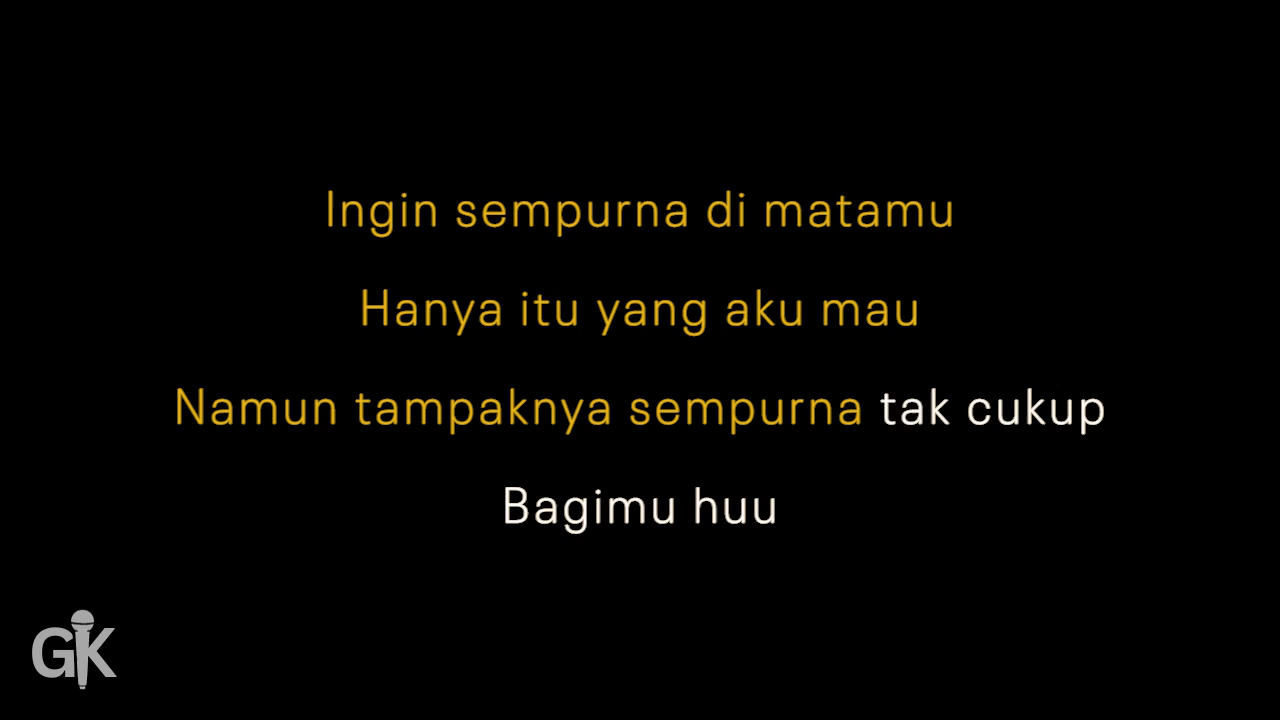 Ingin sempurna di matamu
Hanya itu yang aku mau
Namun tampaknya sempurna tak cukup
Bagimu huu
GK